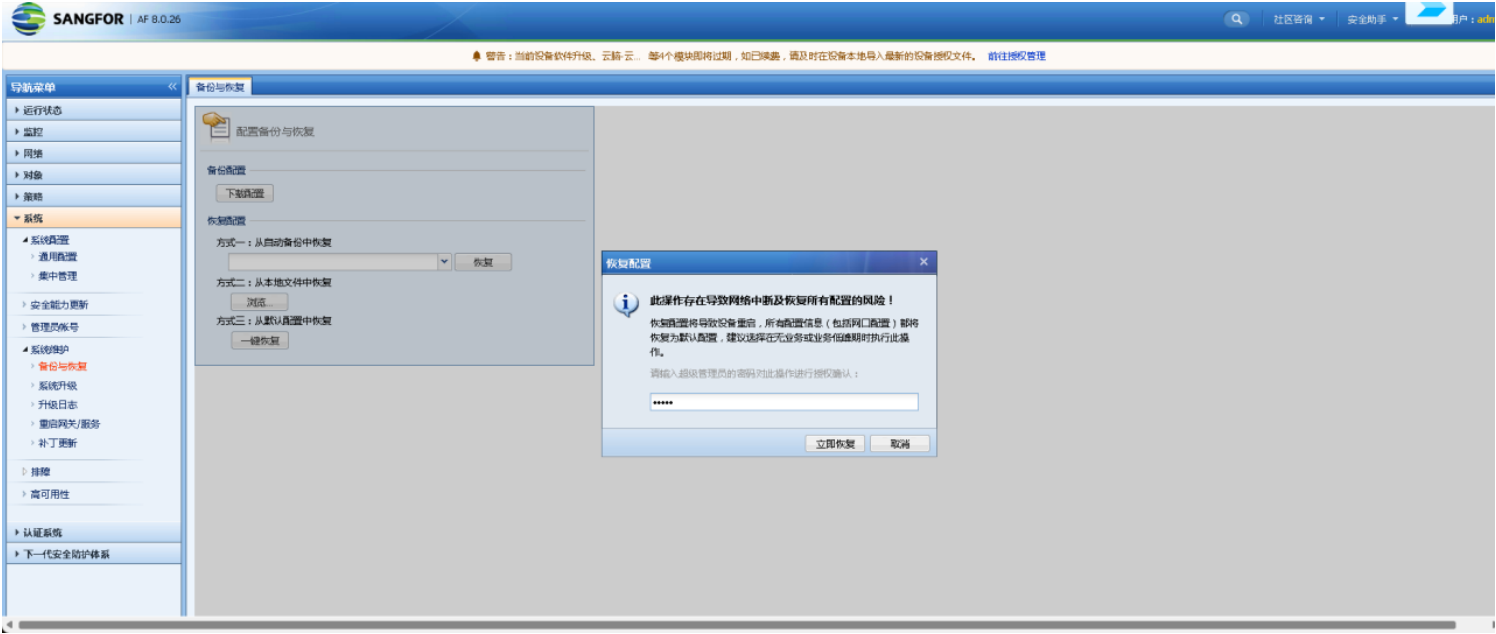 SANGFOR | AF 8.0.26
社区咨询
安全助手
户：adm
警告：当前设备软件升级、云脑-云... 等4个模块即将过期，如已续费，请及时在设备本地导入最新的设备授权文件。 前往授权管理
导航菜单
备份与恢复
运行状态
监控
网络
对象
策略
系统
系统配置
通用配置
集中管理
安全能力更新
管理员帐号
系统维护
备份与恢复
系统升级
升级日志
重启网关/服务
补丁更新
排障
高可用性
认证系统
下一代安全防护体系
配置备份与恢复
备份配置
下载配置
恢复配置
方式一：从自动备份中恢复
恢复
方式二：从本地文件中恢复
浏览...
方式三：从默认配置中恢复
一键恢复
恢复配置
此操作存在导致网络中断及恢复所有配置的风险！
恢复配置将导致设备重启，所有配置信息（包括网口配置）都将
恢复为默认配置，建议选择在无业务或业务低峰期时执行此操
作。
请输入超级管理员的密码对此操作进行授权确认：
•••••
立即恢复
取消